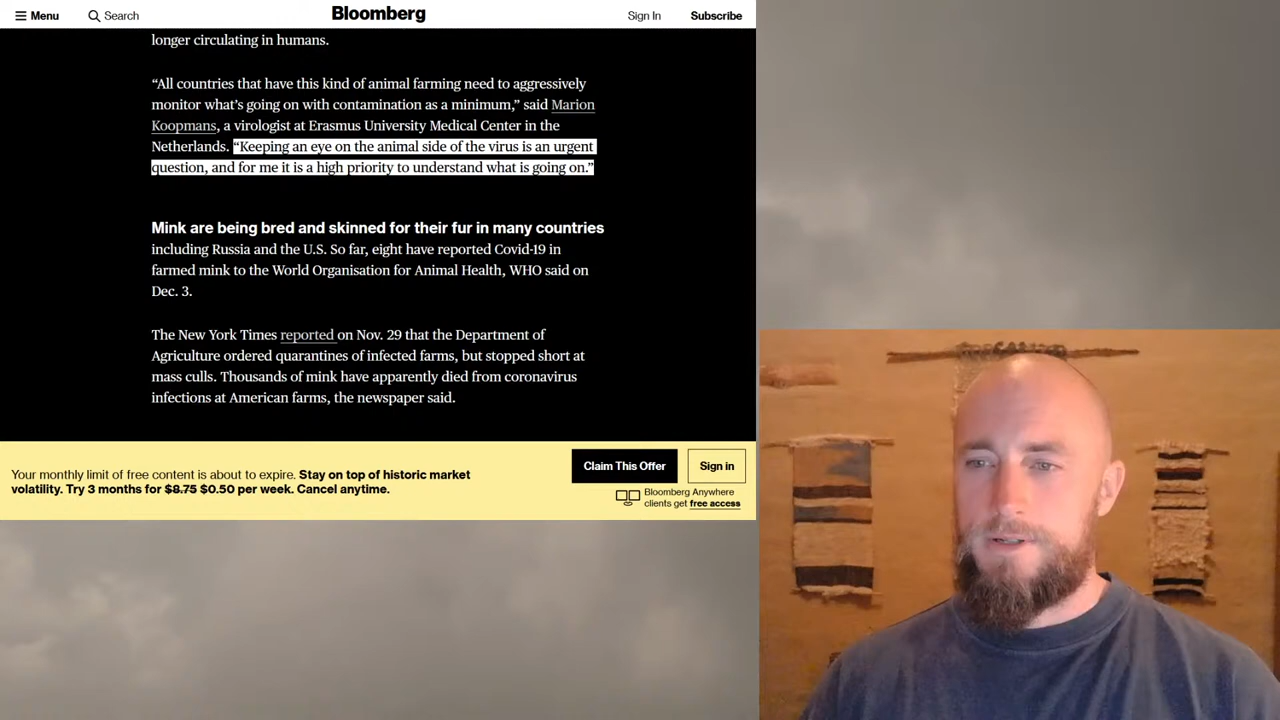 Menu
Search
Bloomberg
Sign In
Subscribe
longer circulating in humans.
“All countries that have this kind of animal farming need to aggressively
monitor what’s going on with contamination as a minimum,” said Marion
Koopmans, a virologist at Erasmus University Medical Center in the
Netherlands. “Keeping an eye on the animal side of the virus is an urgent
question, and for me it is a high priority to understand what is going on.”
Mink are being bred and skinned for their fur in many countries
including Russia and the U.S. So far, eight have reported Covid-19 in
farmed mink to the World Organisation for Animal Health, WHO said on
Dec. 3.
The New York Times reported on Nov. 29 that the Department of
Agriculture ordered quarantines of infected farms, but stopped short at
mass culls. Thousands of mink have apparently died from coronavirus
infections at American farms, the newspaper said.
Your monthly limit of free content is about to expire. Stay on top of historic market
volatility. Try 3 months for $8.75 $0.50 per week. Cancel anytime.
Claim This Offer
Sign in
Bloomberg Anywhere
clients get free access